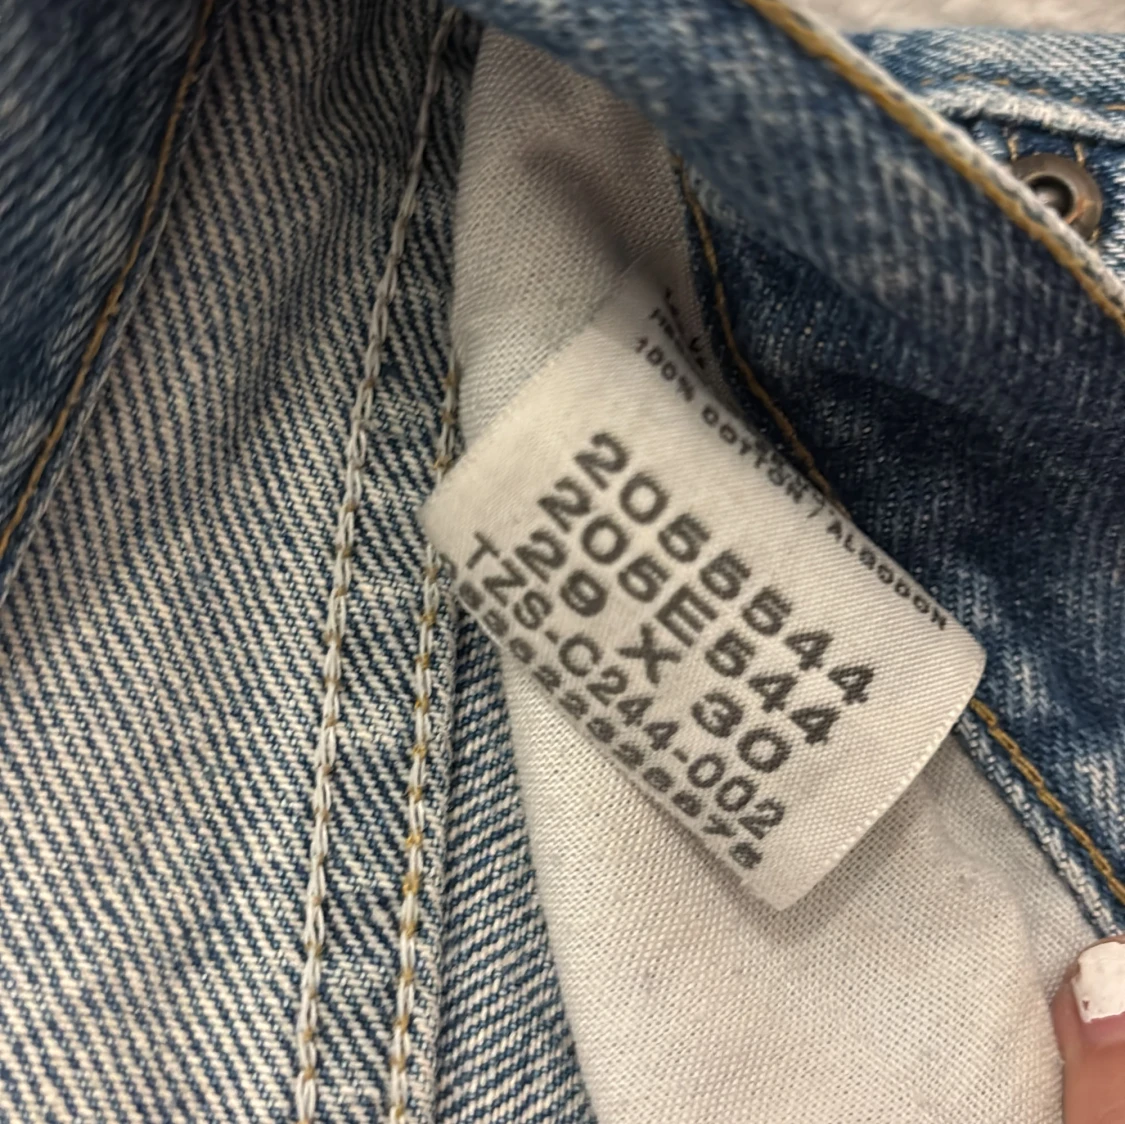 100% COTTON / ALGODON
2055544
205E544
29 X 30
TZS-C244-002